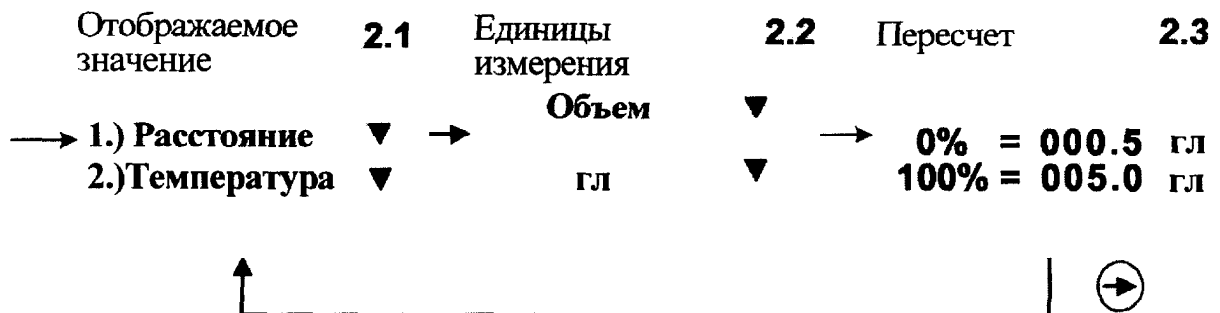 Отображаемое значение 2.1
Единицы измерения 2.2
Пересчет 2.3
1.) Расстояние ▼
2.)Температура ▼
Объем ▼
гл ▼
0% = 000.5 гл
100% = 005.0 гл